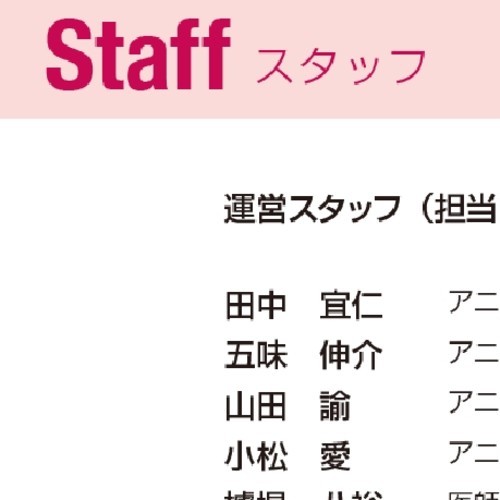 Staff スタッフ
運営スタッフ（担当
田中　宜仁　アニ
五味　伸介　アニ
山田　諭　アニ
小松　愛　アニ